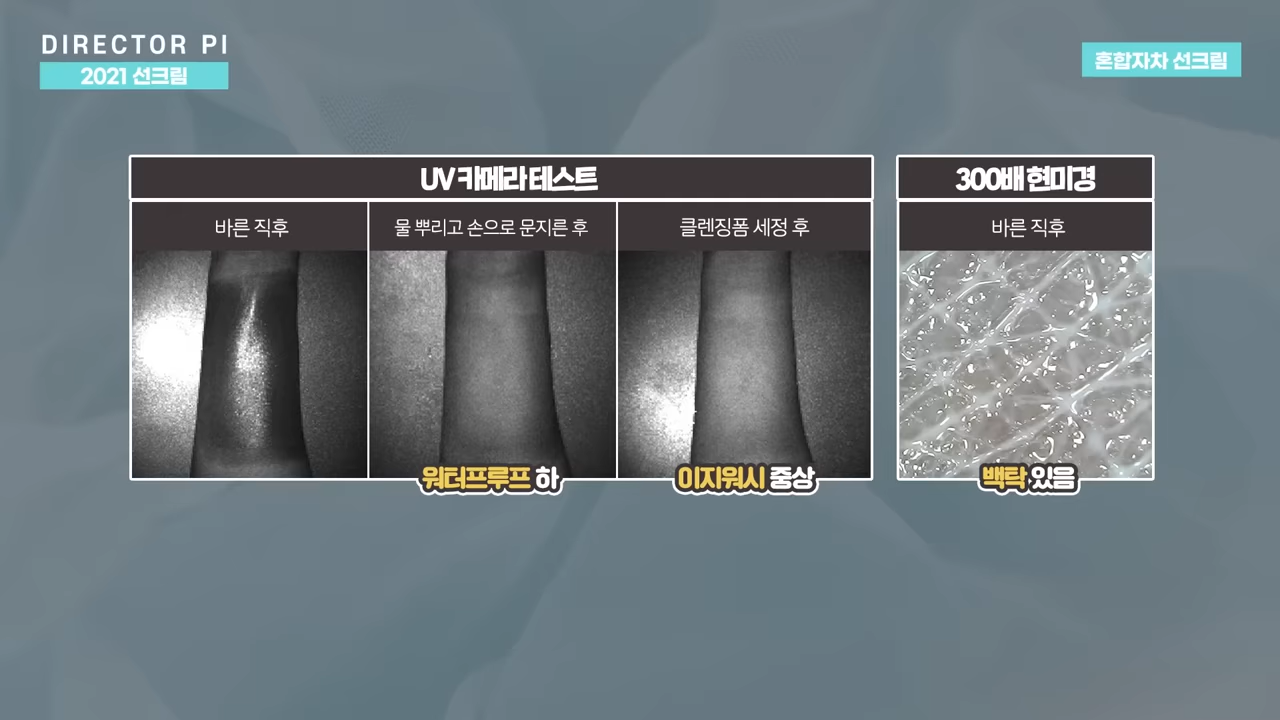 DIRECTOR PI
2021 선크림
혼합자차 선크림
UV 카메라 테스트
바른 직후
물 뿌리고 손으로 문지른 후
클렌징폼 세정 후
워터프루프 하
이지워시 중상
300배 현미경
바른 직후
백탁 있음